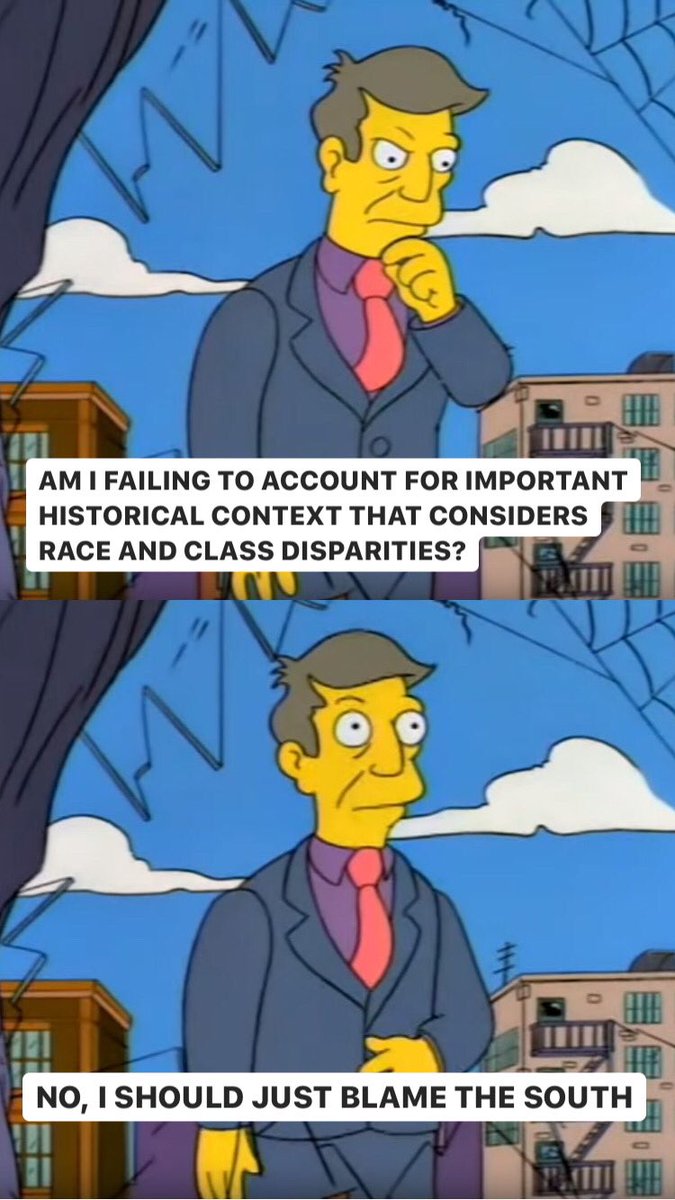 AM I FAILING TO ACCOUNT FOR IMPORTANT
HISTORICAL CONTEXT THAT CONSIDERS
RACE AND CLASS DISPARITIES?
NO, I SHOULD JUST BLAME THE SOUTH